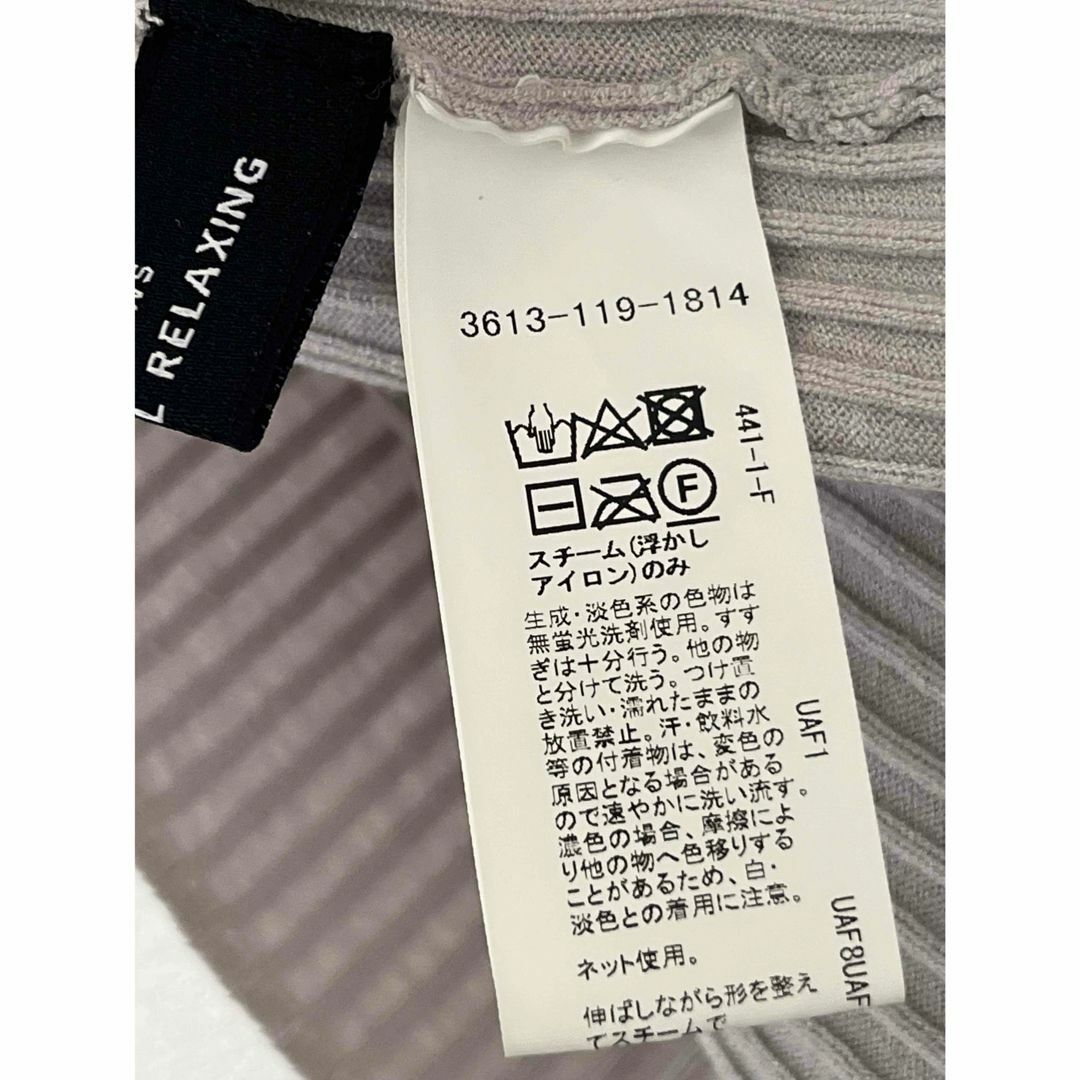 RELAXING
3613-119-1814
441-1-F
F
スチーム(浮かし
アイロン)のみ
生成・淡色系の色物は
無蛍光洗剤使用。すす
ぎは十分行う。他の物
と分けて洗う。つけ置
き洗い・濡れたままの
放置禁止。汗・飲料水
等の付着物は、変色の
原因となる場合がある
ので速やかに洗い流す。
濃色の場合、摩擦によ
り他の物へ色移りする
ことがあるため、白・
淡色との着用に注意。
ネット使用。
伸ばしながら形を整え
てスチームで
UAF1
UAF8UAF